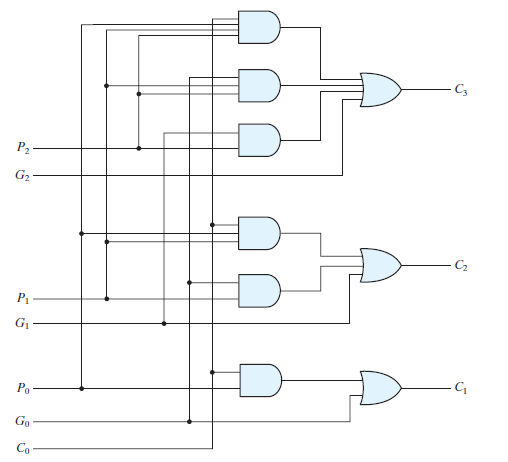 C₃
P₂
G₂
C₂
P₁
G₁
P₀
C₁
G₀
C₀